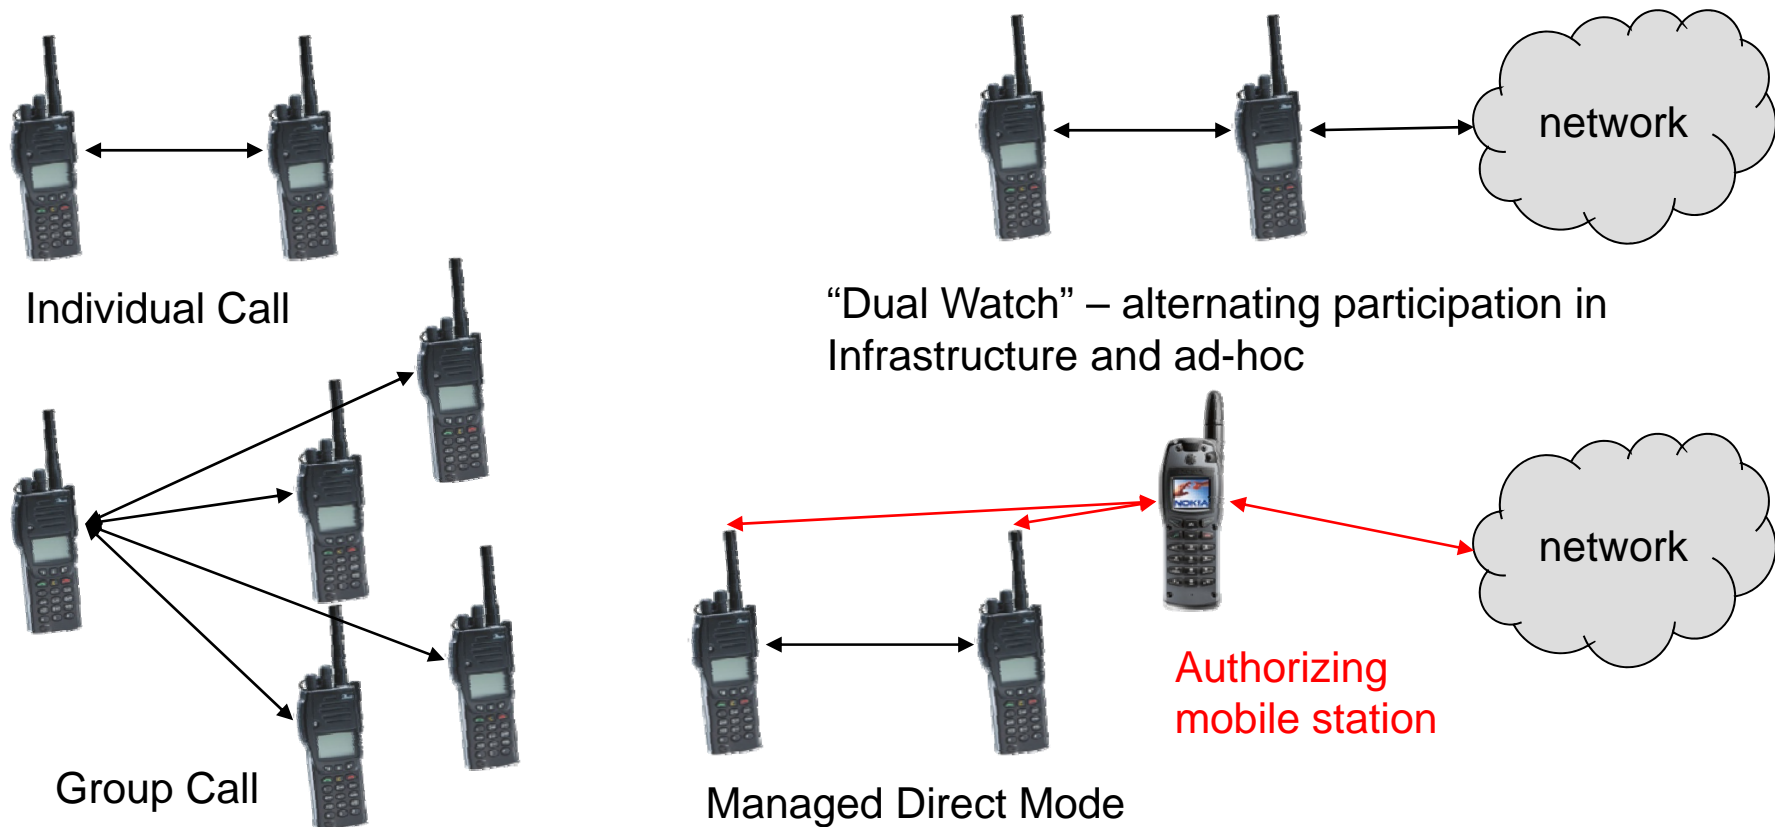 network
Individual Call
“Dual Watch” – alternating participation in
Infrastructure and ad-hoc
NOKIA
network
Authorizing
mobile station
Group Call
Managed Direct Mode